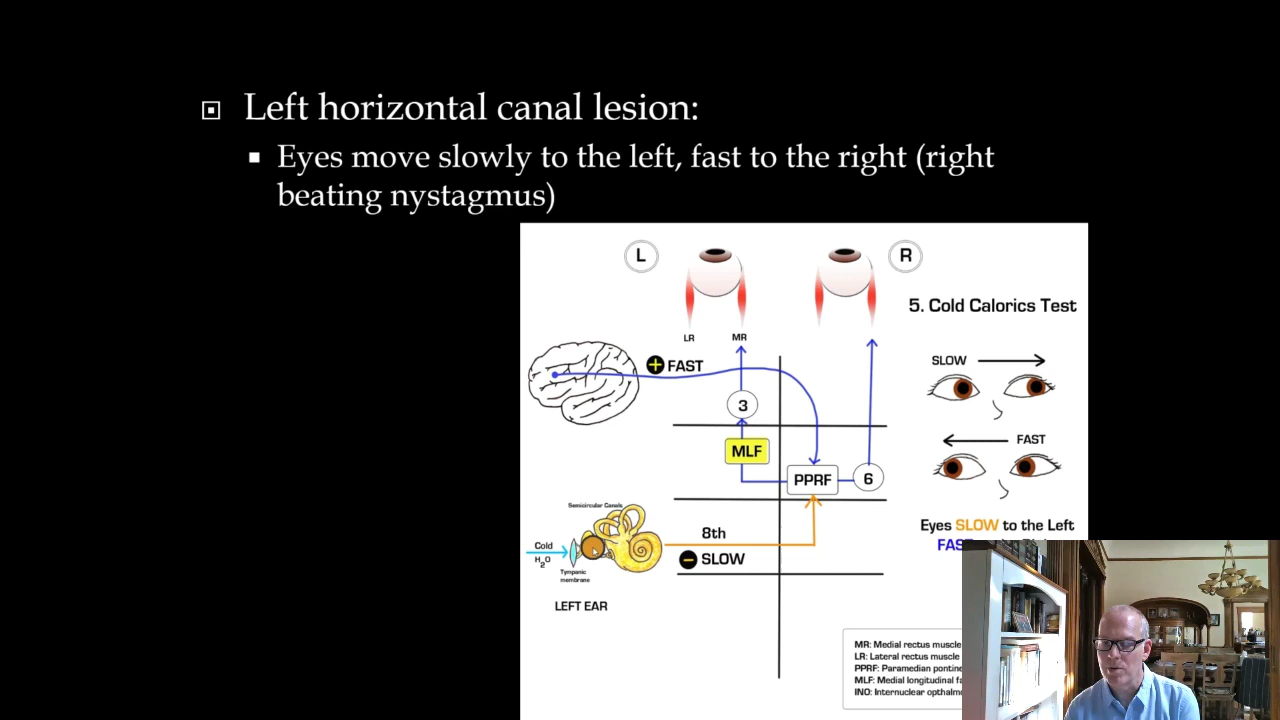 Left horizontal canal lesion:
Eyes move slowly to the left, fast to the right (right
beating nystagmus)
L
R
5. Cold Calorics Test
LR
MR
SLOW
+ FAST
3
FAST
MLF
PPRF
6
Semicircular Canals
8th
Eyes SLOW to the Left
Cold
H2O
− SLOW
Tympanic
membrane
LEFT EAR
MR: Medial rectus muscle
LR: Lateral rectus muscle
PPRF: Paramedian pontine
MLF: Medial longitudinal
INO: Internuclear